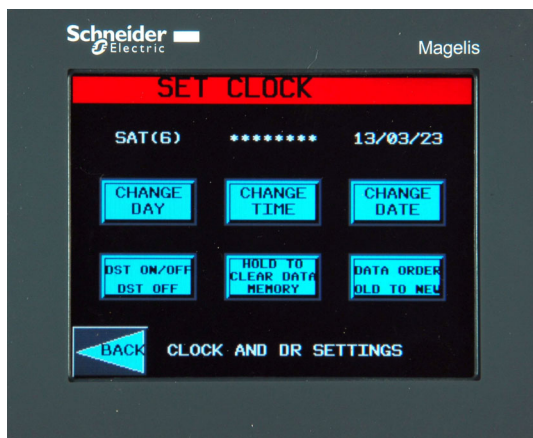 Schneider
Electric
Magelis
SET CLOCK
SAT(6) ******** 13/03/23
CHANGE DAY
CHANGE TIME
CHANGE DATE
DST ON/OFF
DST OFF
HOLD TO
CLEAR DATA
MEMORY
DATA ORDER
OLD TO NEW
BACK
CLOCK AND DR SETTINGS